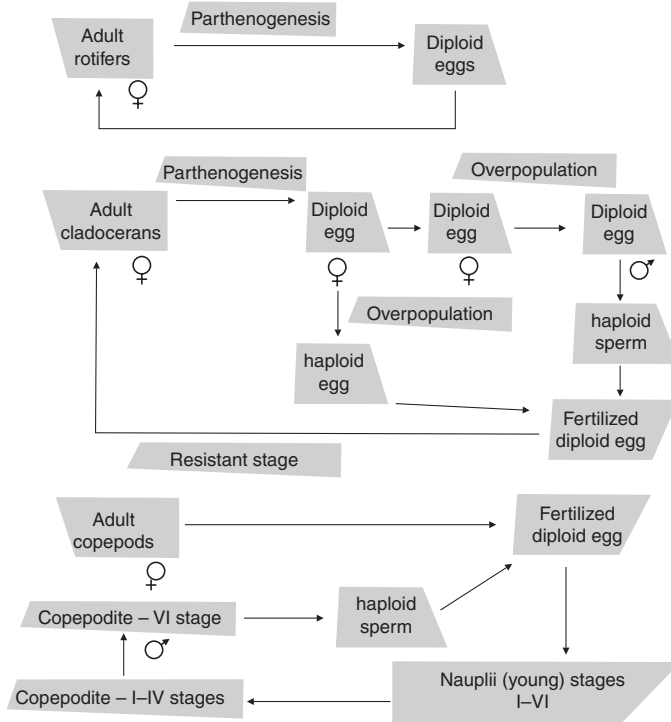 Parthenogenesis
Adult
rotifers
Diploid
eggs
Parthenogenesis
Overpopulation
Adult
cladocerans
Diploid
egg
Diploid
egg
Diploid
egg
Overpopulation
haploid
egg
haploid
sperm
Fertilized
diploid egg
Resistant stage
Adult
copepods
Fertilized
diploid egg
Copepodite – VI stage
haploid
sperm
Copepodite – I–IV stages
Nauplii (young) stages
I–VI